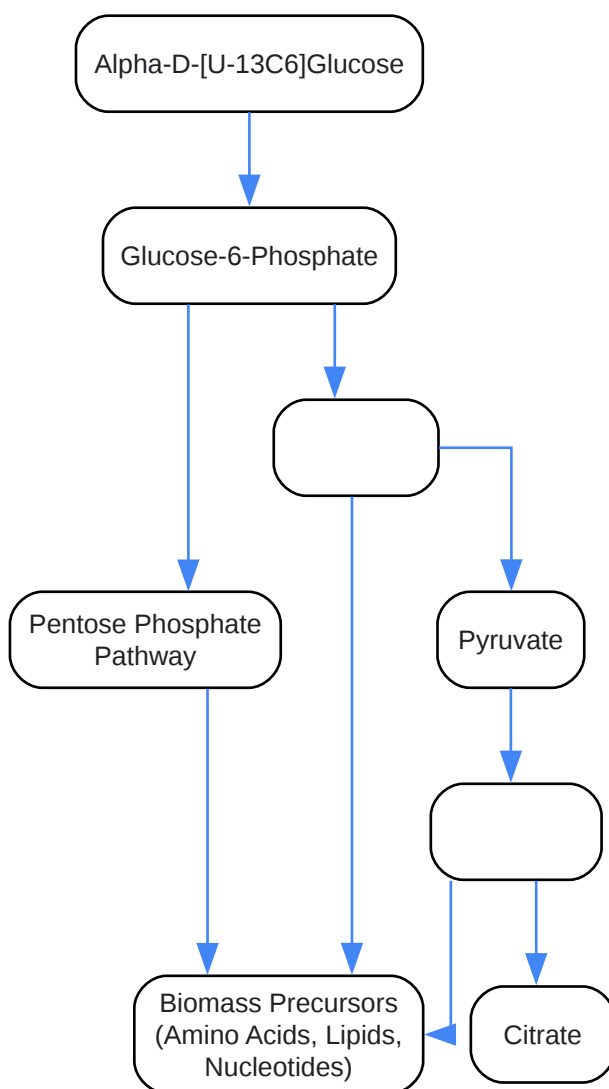 Alpha-D-[U-13C6]Glucose
Glucose-6-Phosphate
Pentose Phosphate
Pathway
Pyruvate
Biomass Precursors
(Amino Acids, Lipids,
Nucleotides)
Citrate